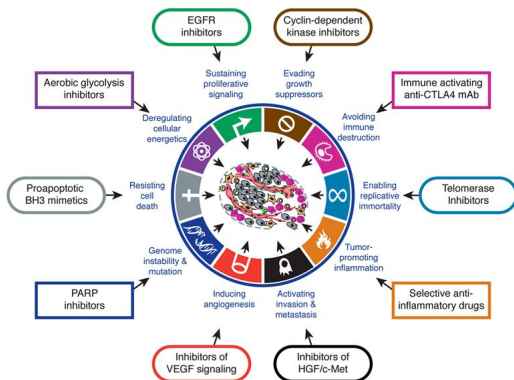 EGFR
inhibitors
Cyclin-dependent
kinase inhibitors
Sustaining
proliferative
signaling
Evading
growth
suppressors
Aerobic glycolysis
inhibitors
Immune activating
anti-CTLA4 mAb
Deregulating
cellular
energetics
Avoiding
immune
destruction
Proapoptotic
BH3 mimetics
Resisting
cell
death
Enabling
replicative
immortality
Telomerase
Inhibitors
Genome
instability &
mutation
Tumor-
promoting
inflammation
PARP
inhibitors
Inducing
angiogenesis
Activating
invasion &
metastasis
Selective anti-
inflammatory drugs
Inhibitors of
VEGF signaling
Inhibitors of
HGF/c-Met